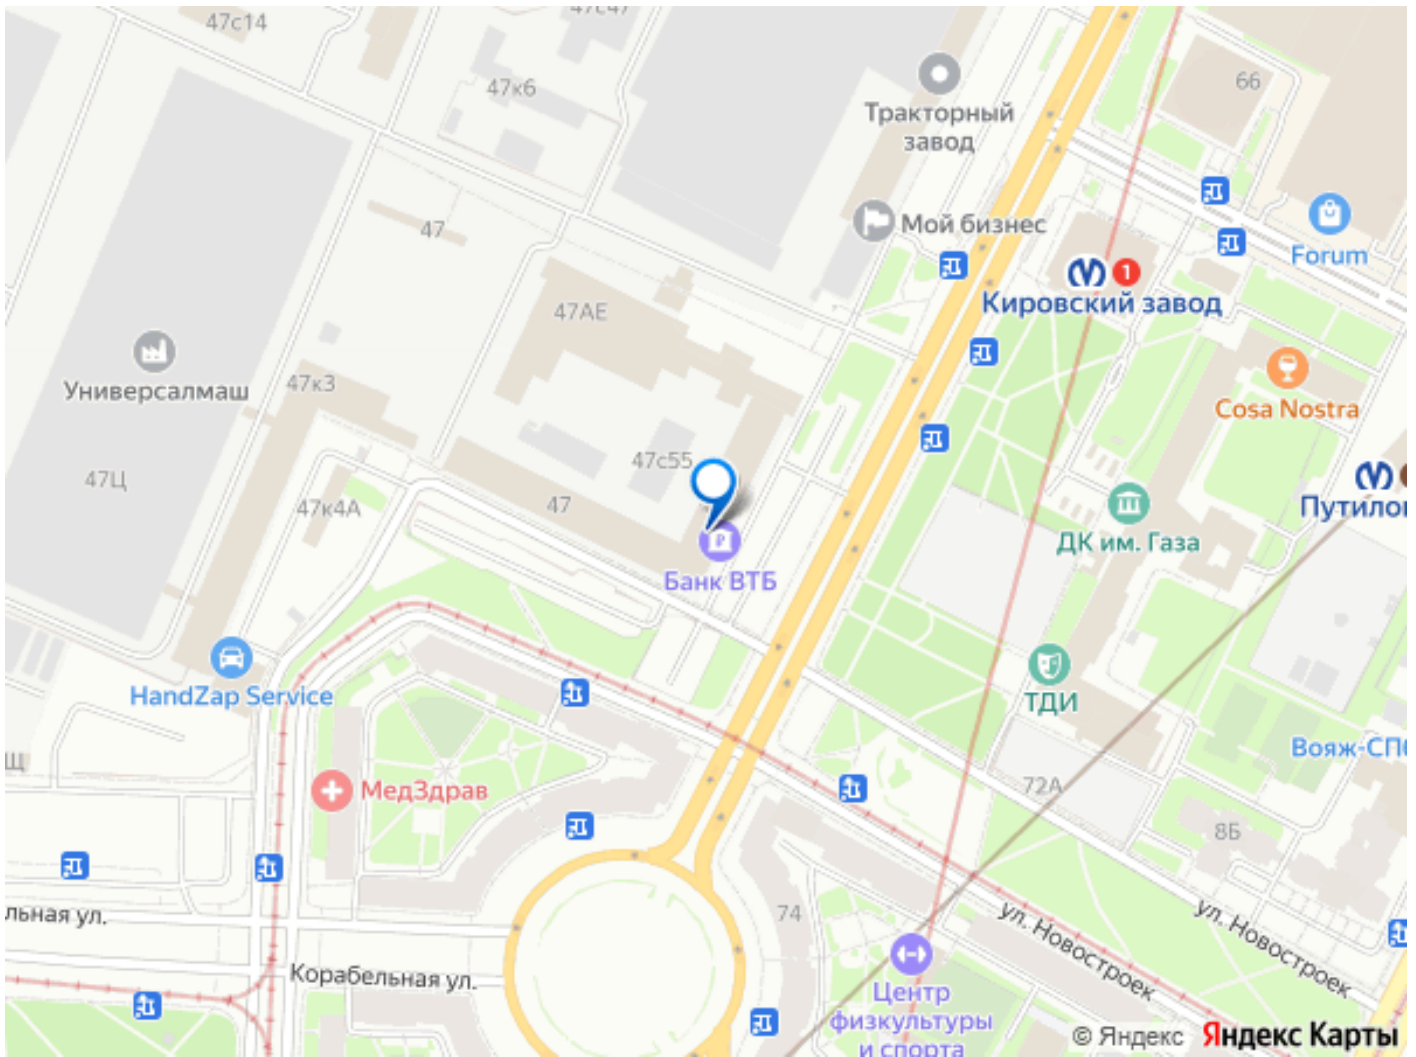 47с14
47с47
66
47к6
Тракторный
завод
47
Мой бизнес
Forum
1
Кировский завод
47АЕ
Универсалмаш
47к3
Cosa Nostra
47Ц
47с55
47к4А
47
ДК им. Газа
Банк ВТБ
HandZap Service
ТДИ
МедЗдрав
72А
8Б
74
ул. Новостроек
ул. Новостроек
Корабельная ул.
Центр
физкультуры
и спорта
© Яндекс Яндекс Карты